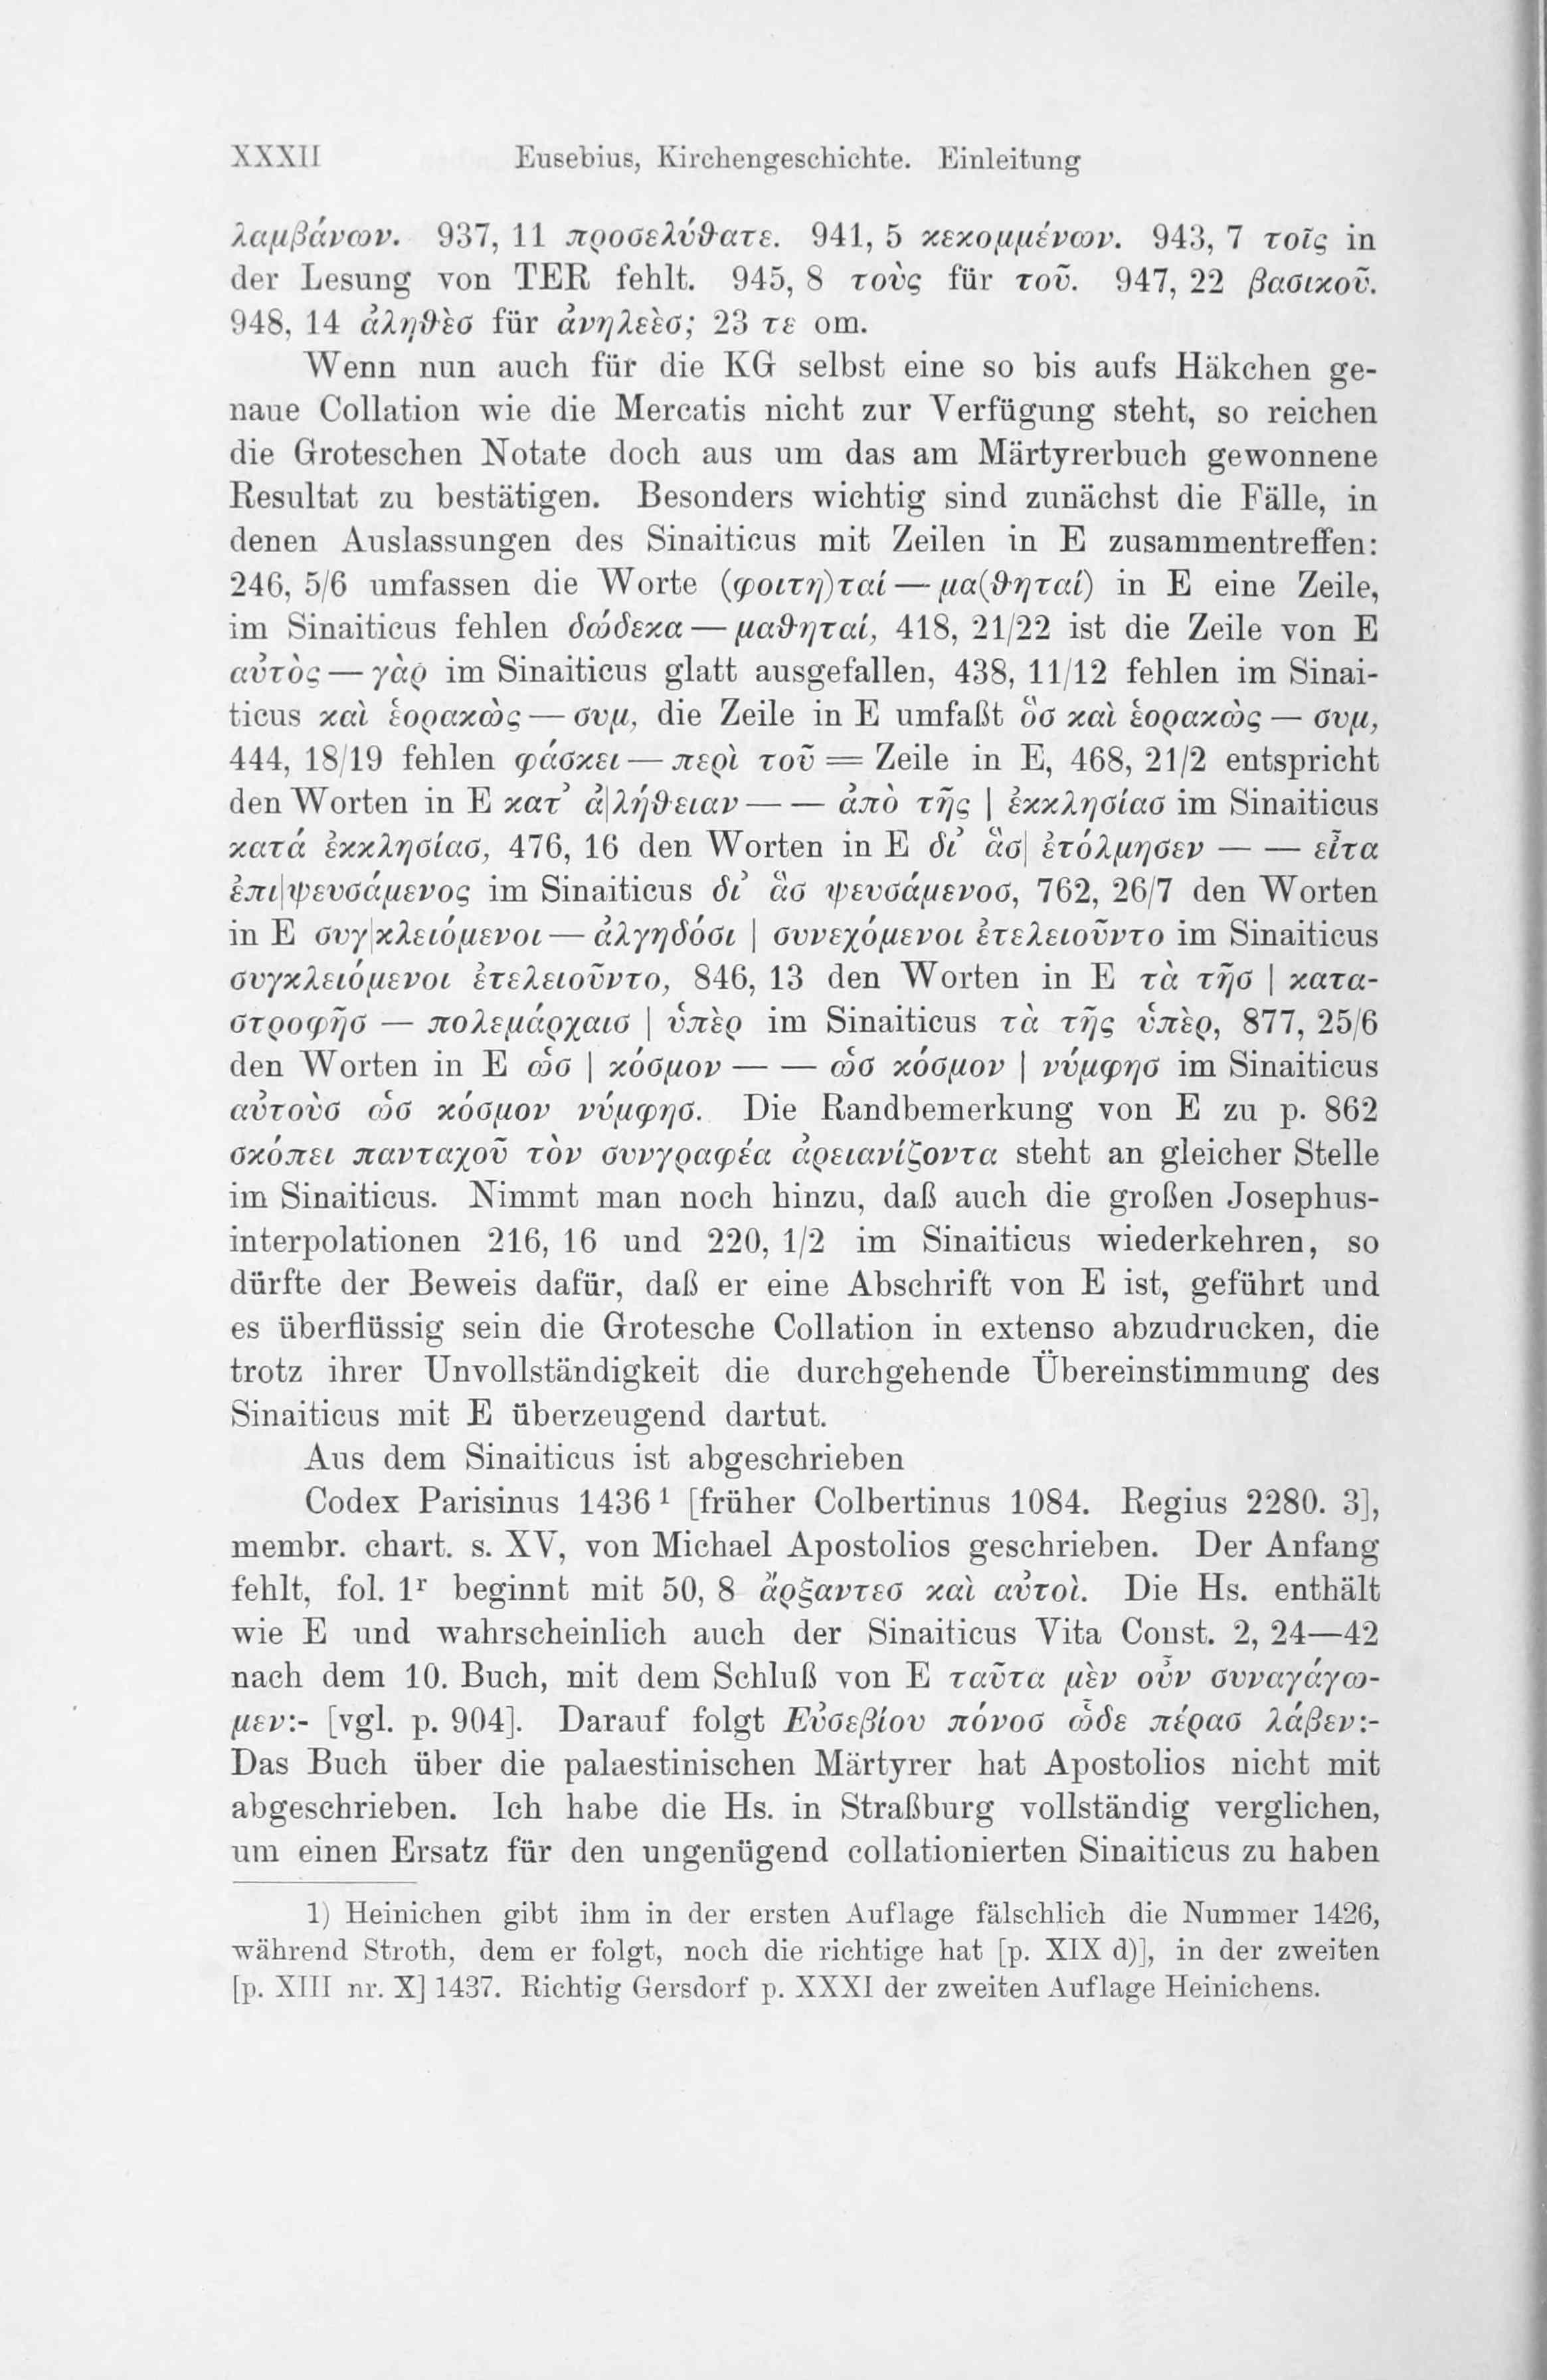 XXXII Eusebius, Kirchengeschichte. Einleitung
λαμβάνων. 937, 11 προσελύθατε. 941, 5 κεκομμένων. 943, 7 τοῖς in
der Lesung von TER fehlt. 945, 8 τοὺς für τοῦ. 947, 22 βασικοῦ.
948, 14 ἀληθὲσ für ἀνηλεὲσ; 23 τε om.
Wenn nun auch für die KG selbst eine so bis aufs Häkchen ge-
naue Collation wie die Mercatis nicht zur Verfügung steht, so reichen
die Groteschen Notate doch aus um das am Märtyrerbuch gewonnene
Resultat zu bestätigen. Besonders wichtig sind zunächst die Fälle, in
denen Auslassungen des Sinaiticus mit Zeilen in E zusammentreffen:
246, 5/6 umfassen die Worte (φοιτη)ταί — μα(θηταί) in E eine Zeile,
im Sinaiticus fehlen δώδεκα — μαθηταί, 418, 21/22 ist die Zeile von E
αὐτὸς — γὰρ im Sinaiticus glatt ausgefallen, 438, 11/12 fehlen im Sinai-
ticus καὶ ἑορακὼς — συμ, die Zeile in E umfaßt ὃσ καὶ ἑορακὼς — συμ,
444, 18/19 fehlen φάσκει — περὶ τοῦ = Zeile in E, 468, 21/2 entspricht
den Worten in E κατ᾽ ἀ|λήθειαν — — ἀπὸ τῆς | ἐκκλησίασ im Sinaiticus
κατά ἐκκλησίασ, 476, 16 den Worten in E δι᾽ ἃσ| ἐτόλμησεν — — εἶτα
ἐπι|ψευσάμενος im Sinaiticus δι᾽ ἃσ ψευσάμενοσ, 762, 26/7 den Worten
in E συγ|κλειόμενοι — ἀλγηδόσι | συνεχόμενοι ἐτελειοῦντο im Sinaiticus
συγκλειόμενοι ἐτελειοῦντο, 846, 13 den Worten in E τὰ τῆσ | κατα-
στροφῆσ — πολεμάρχαισ | ὑπὲρ im Sinaiticus τὰ τῆς ὑπὲρ, 877, 25/6
den Worten in E ὡσ | κόσμον — — ὡσ κόσμον | νύμφησ im Sinaiticus
αὐτοὺσ ὡσ κόσμον νύμφησ. Die Randbemerkung von E zu p. 862
σκόπει πανταχοῦ τὸν συνγραφέα ἀρειανίζοντα steht an gleicher Stelle
im Sinaiticus. Nimmt man noch hinzu, daß auch die großen Josephus-
interpolationen 216, 16 und 220, 1/2 im Sinaiticus wiederkehren, so
dürfte der Beweis dafür, daß er eine Abschrift von E ist, geführt und
es überflüssig sein die Grotesche Collation in extenso abzudrucken, die
trotz ihrer Unvollständigkeit die durchgehende Übereinstimmung des
Sinaiticus mit E überzeugend dartut.
Aus dem Sinaiticus ist abgeschrieben
Codex Parisinus 1436¹ [früher Colbertinus 1084. Regius 2280. 3],
membr. chart. s. XV, von Michael Apostolios geschrieben. Der Anfang
fehlt, fol. 1ʳ beginnt mit 50, 8 ἄρξαντεσ καὶ αὐτοὶ. Die Hs. enthält
wie E und wahrscheinlich auch der Sinaiticus Vita Const. 2, 24—42
nach dem 10. Buch, mit dem Schluß von E ταῦτα μὲν οὖν συναγάγω-
μεν:- [vgl. p. 904]. Darauf folgt Εὐσεβίου πόνοσ ὧδε πέρασ λάβεν:-
Das Buch über die palaestinischen Märtyrer hat Apostolios nicht mit
abgeschrieben. Ich habe die Hs. in Straßburg vollständig verglichen,
um einen Ersatz für den ungenügend collationierten Sinaiticus zu haben
1) Heinichen gibt ihm in der ersten Auflage fälschlich die Nummer 1426,
während Stroth, dem er folgt, noch die richtige hat [p. XIX d)], in der zweiten
[p. XIII nr. X] 1437. Richtig Gersdorf p. XXXI der zweiten Auflage Heinichens.